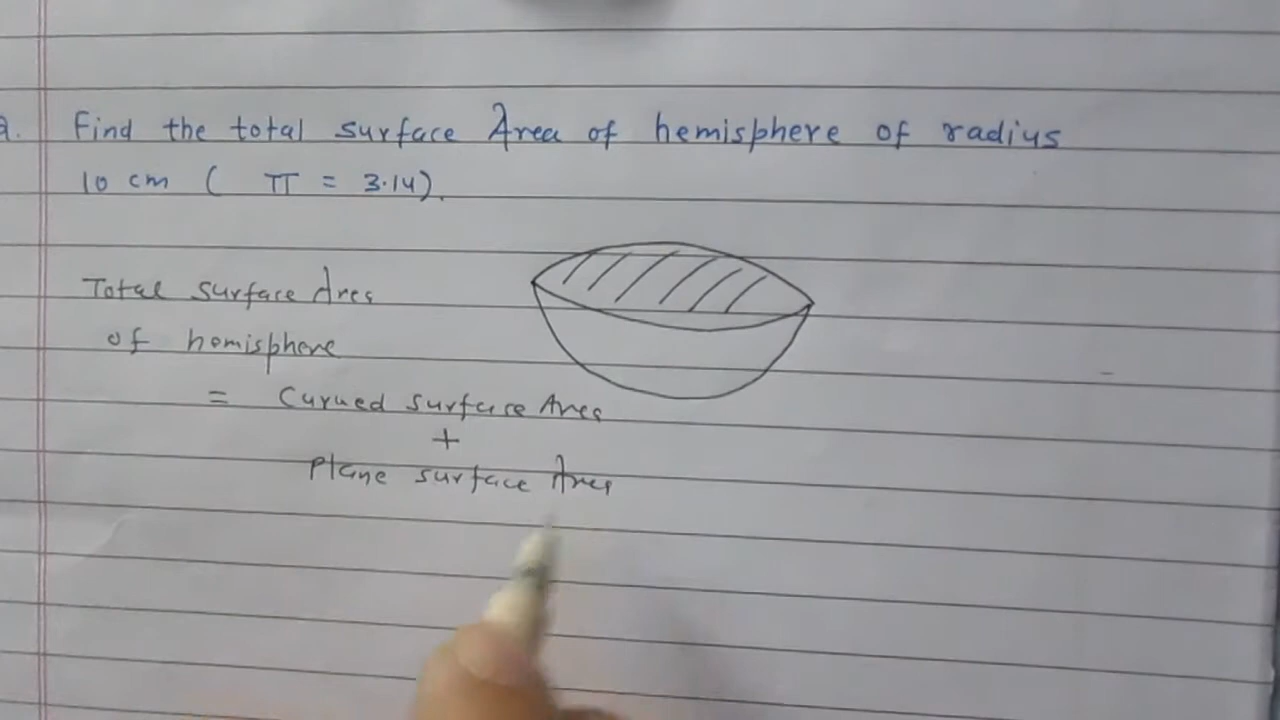 Q. Find the total surface Area of hemisphere of radius
10 cm ( π = 3.14).
Total surface Area
of hemisphere
= Curved surface Area
+
Plane surface Area